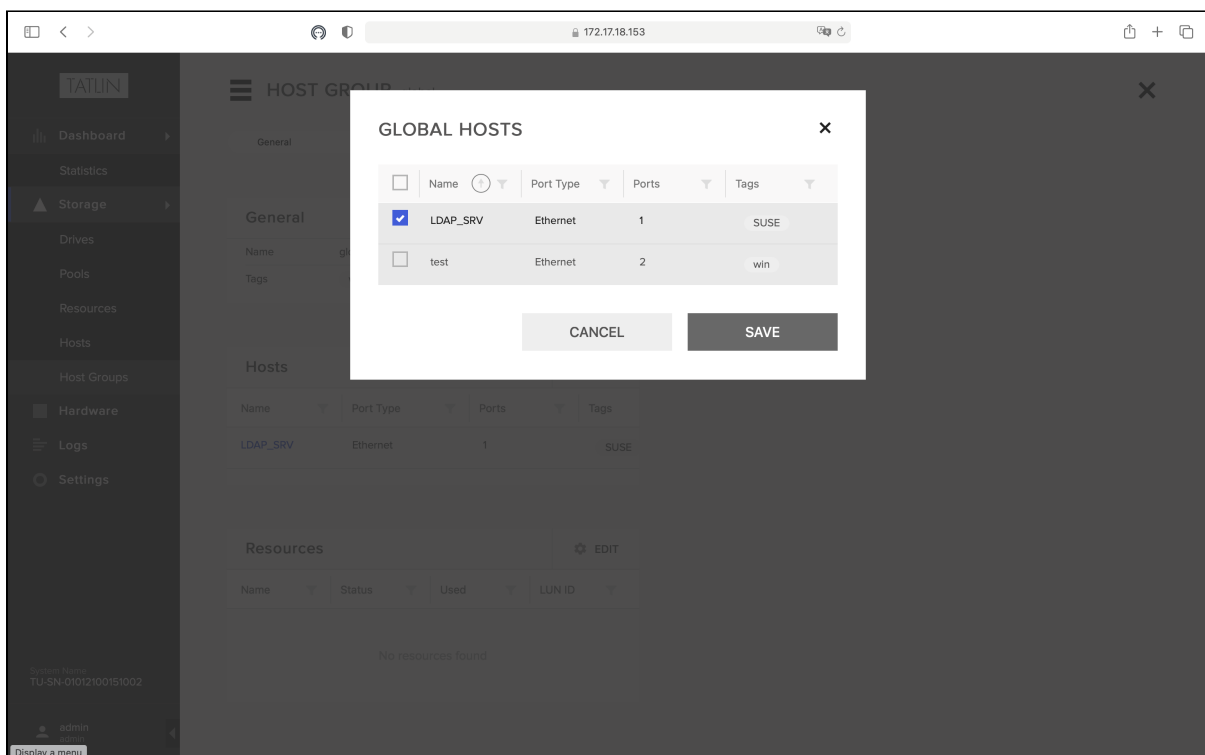 172.17.18.153
TATLIN
HOST GROUP
Dashboard
Statistics
Storage
Drives
Pools
Resources
Hosts
Host Groups
Hardware
Logs
Settings
System Name
TU-SN-01012100151002
admin
admin
Display a menu
General
General
Name
Tags
GLOBAL HOSTS
Name Port Type Ports Tags
LDAP_SRV Ethernet 1 SUSE
test Ethernet 2 win
CANCEL SAVE
Hosts
Name Port Type Ports Tags
LDAP_SRV Ethernet 1 SUSE
Resources EDIT
Name Status Used LUN ID
No resources found